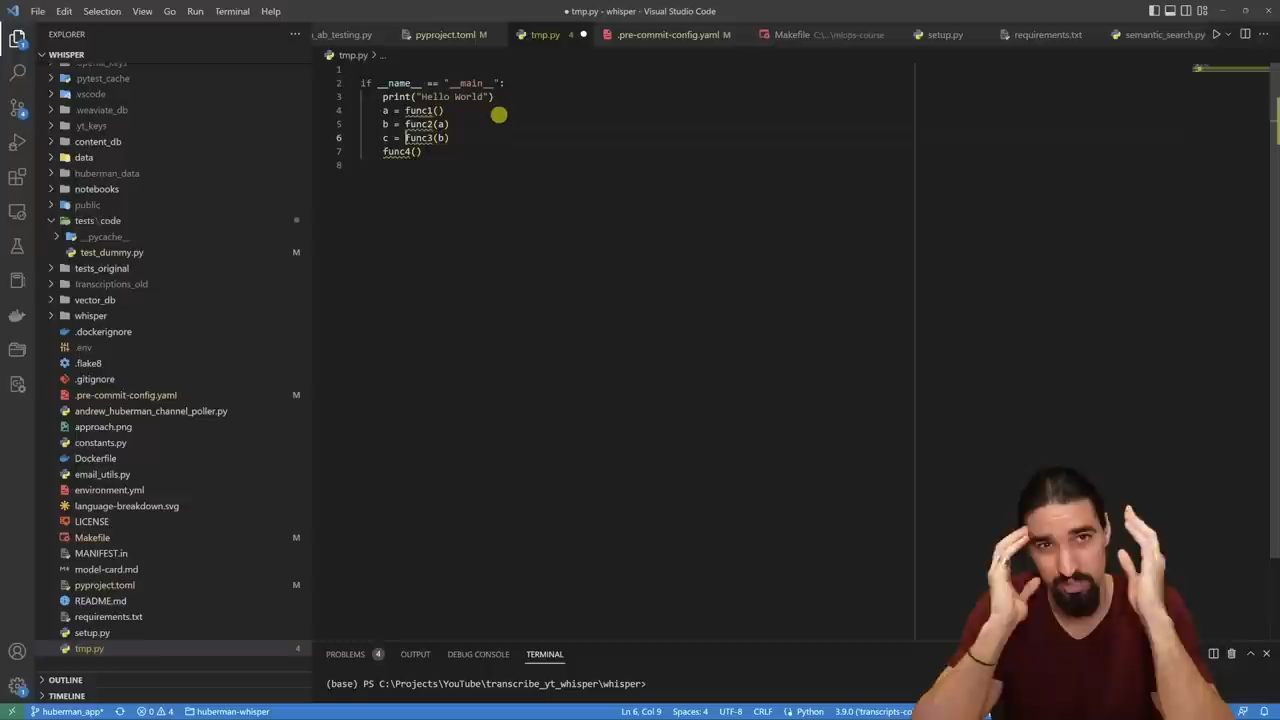 File Edit Selection View Go Run Terminal Help
● tmp.py - whisper - Visual Studio Code
EXPLORER ···
_ab_testing.py pyproject.toml M tmp.py 4 ● .pre-commit-config.yaml M Makefile C:\...\mlops-course setup.py requirements.txt semantic_search.py
WHISPER
tmp.py > ...
.pytest_cache
.vscode
.weaviate_db
.yt_keys
content_db
data
huberman_data
notebooks
public
tests\code
__pycache__
test_dummy.py M
tests_original
transcriptions_old
vector_db
whisper
.dockerignore
.env
.flake8
.gitignore
.pre-commit-config.yaml M
andrew_huberman_channel_poller.py
approach.png
constants.py
Dockerfile
email_utils.py
environment.yml
language-breakdown.svg
LICENSE
Makefile M
MANIFEST.in
model-card.md
pyproject.toml M
README.md
requirements.txt
setup.py
tmp.py 4
OUTLINE
TIMELINE
1
2 if __name__ == "__main__":
3 print("Hello World")
4 a = func1()
5 b = func2(a)
6 c = func3(b)
7 func4()
8
PROBLEMS 4 OUTPUT DEBUG CONSOLE TERMINAL
(base) PS C:\Projects\YouTube\transcribe_yt_whisper\whisper>
4
1
1
huberman_app* 0 4 huberman-whisper
Ln 6, Col 9 Spaces: 4 UTF-8 CRLF Python 3.9.0 ('transcripts-co